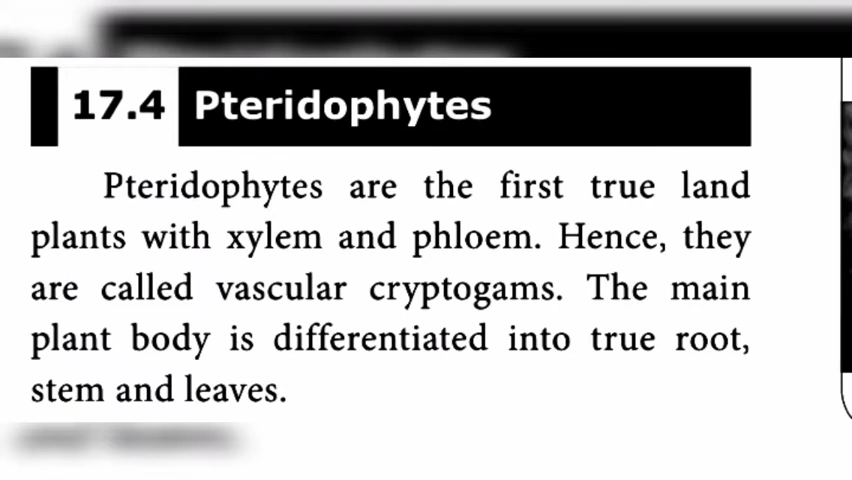 17.4 Pteridophytes
Pteridophytes are the first true land
plants with xylem and phloem. Hence, they
are called vascular cryptogams. The main
plant body is differentiated into true root,
stem and leaves.